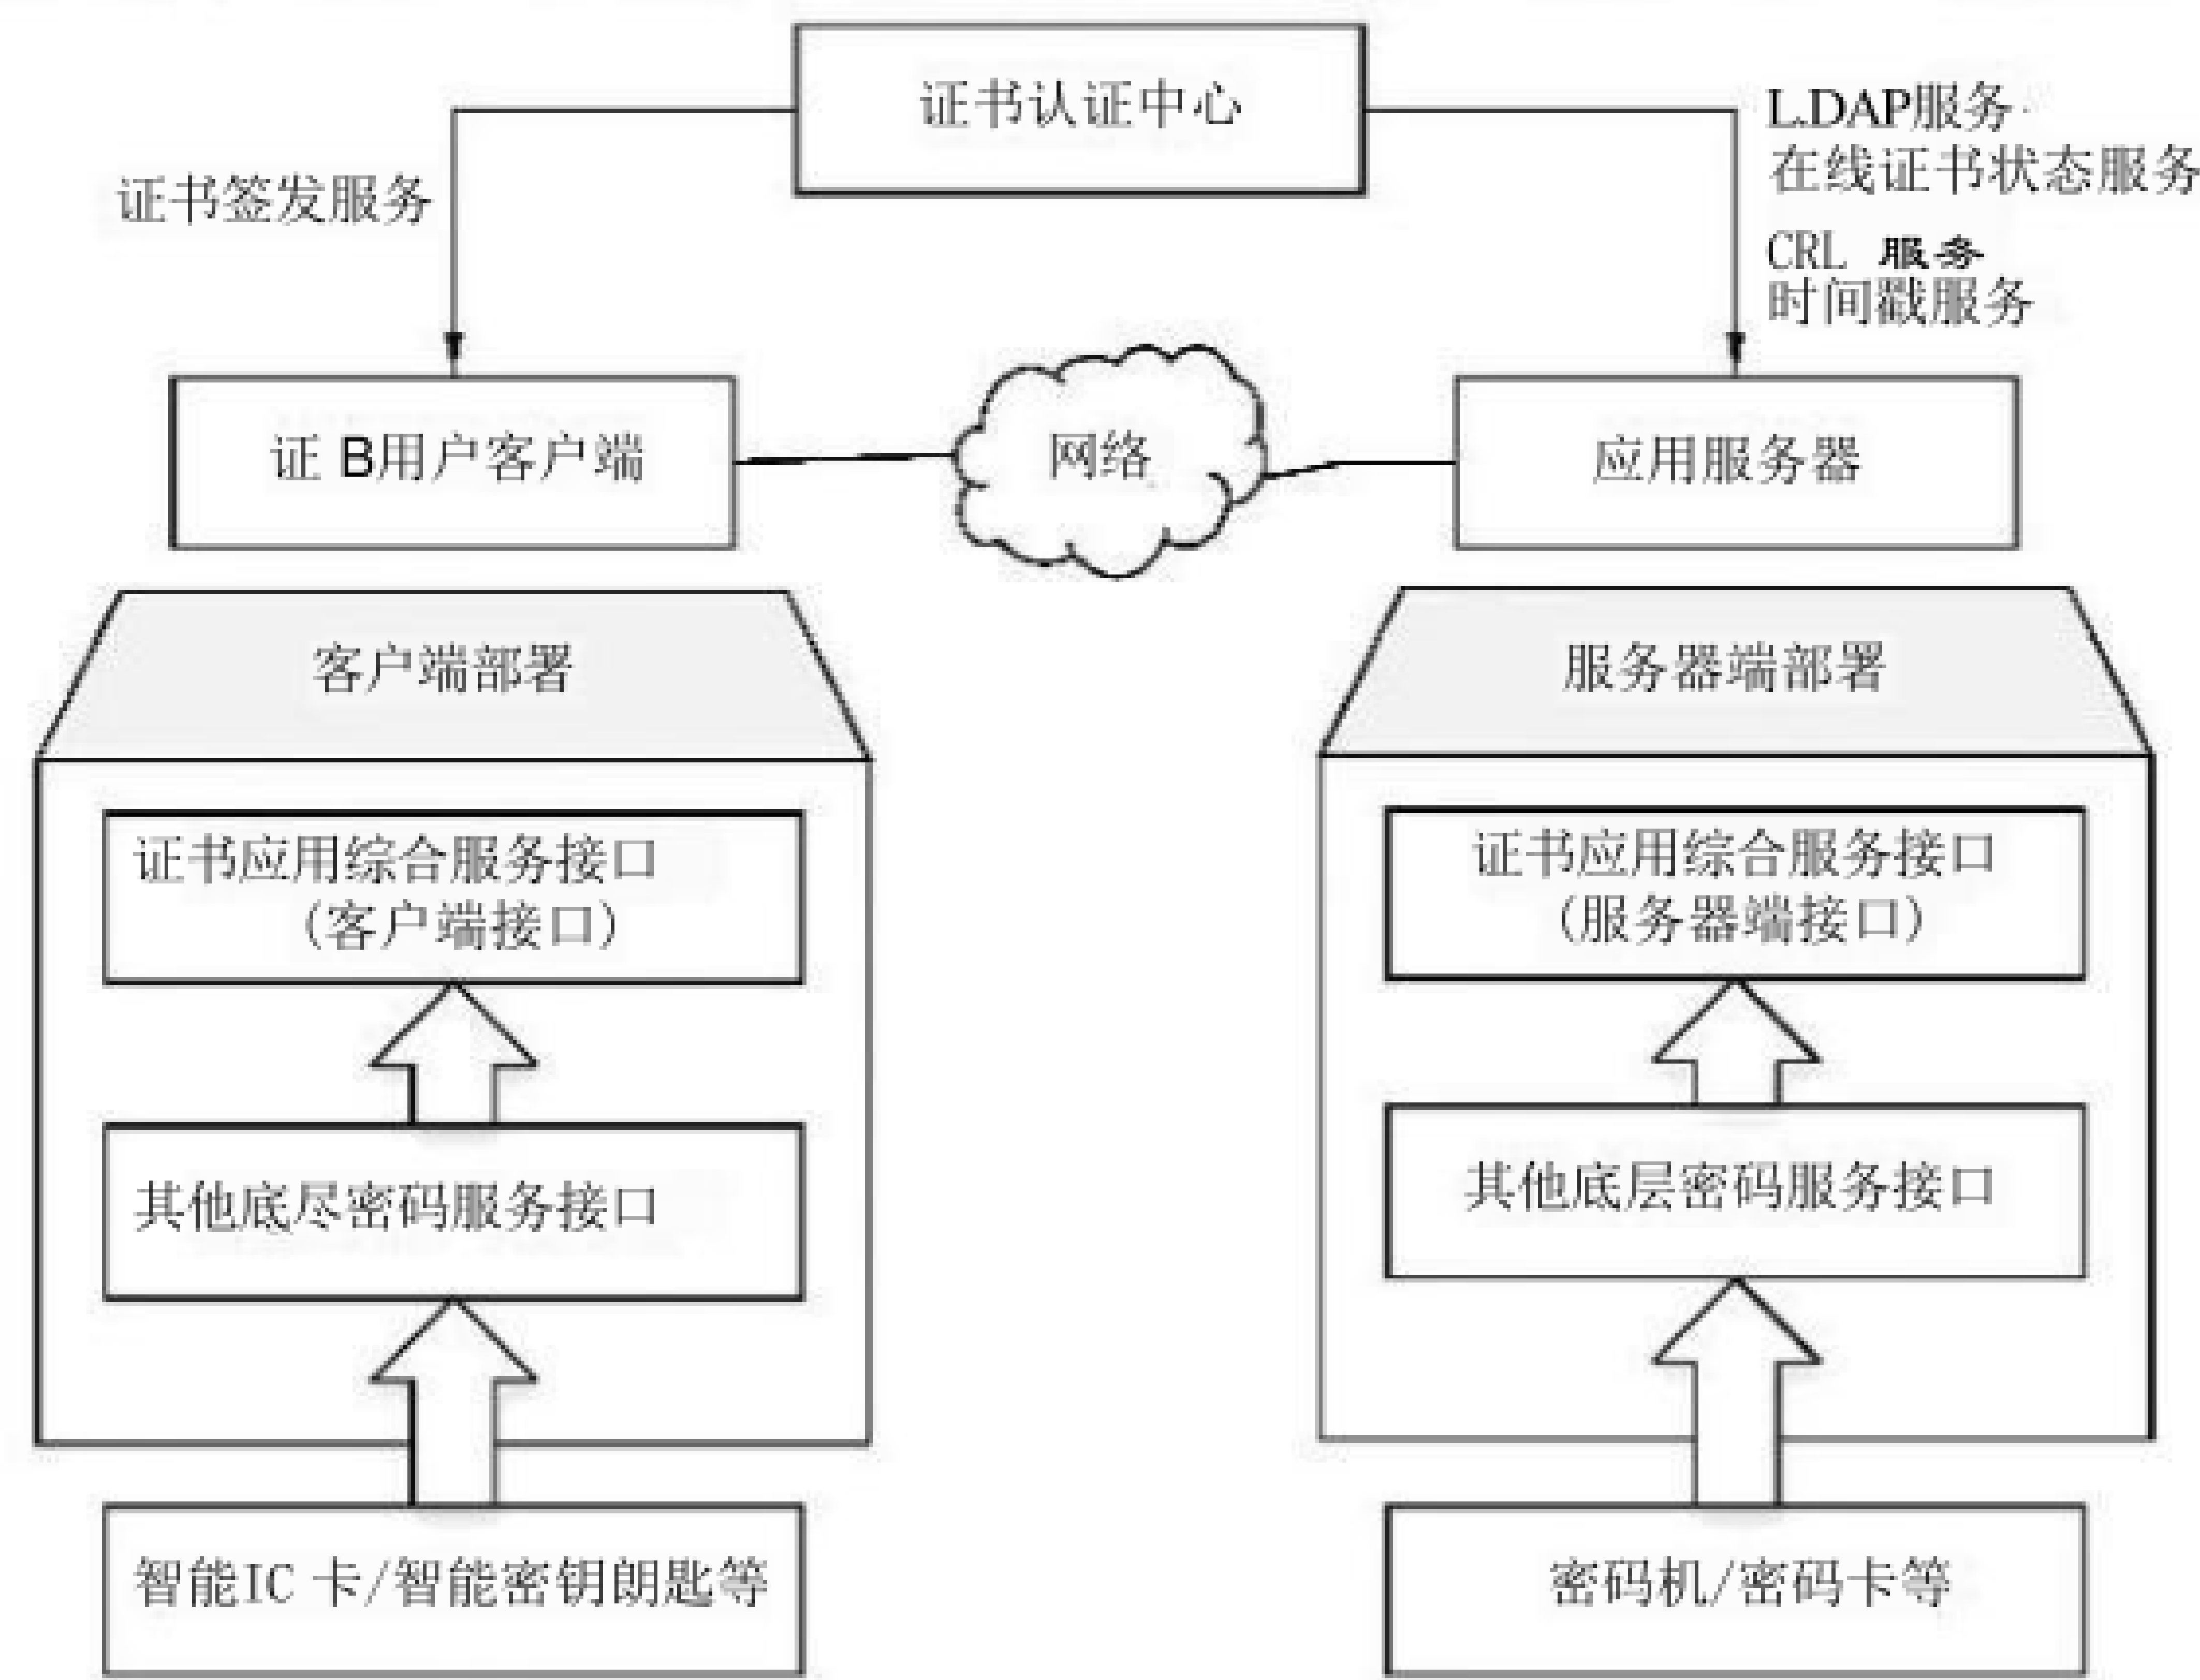 证书认证中心
证书签发服务
L.DAP服务
在线证书状态服务
CRL 服务
时间戳服务
证 B用户客户端
网络
应用服务器
客户端部署
服务器端部署
证书应用综合服务接口
(客户端接口)
证书应用综合服务接口
(服务器端接口)
其他底尽密码服务接口
其他底层密码服务接口
智能IC 卡/智能密钥朗匙等
密码机/密码卡等